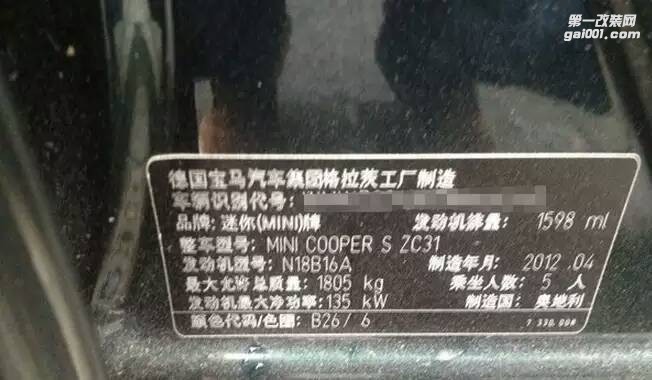 第一改装网
gai001.com
德国宝马汽车集团格拉茨工厂制造
车辆识别代号:
品牌: 迷你(MINI)牌 发动机排量: 1598 ml
整车型号: MINI COOPER S ZC31
发动机型号: N18B16A 制造年月: 2012 .04
最大允许总质量: 1805 kg 乘坐人数: 5 人
发动机最大净功率: 135 kW 制造国: 奥地利
颜色代码/色圈: B26/ 6